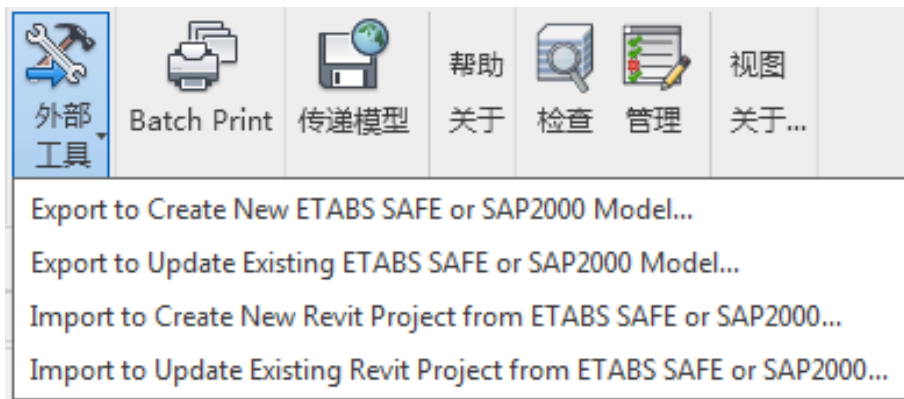 外部
工具
Batch Print
传递模型
帮助
关于
检查
管理
视图
关于...
Export to Create New ETABS SAFE or SAP2000 Model...
Export to Update Existing ETABS SAFE or SAP2000 Model...
Import to Create New Revit Project from ETABS SAFE or SAP2000...
Import to Update Existing Revit Project from ETABS SAFE or SAP2000...